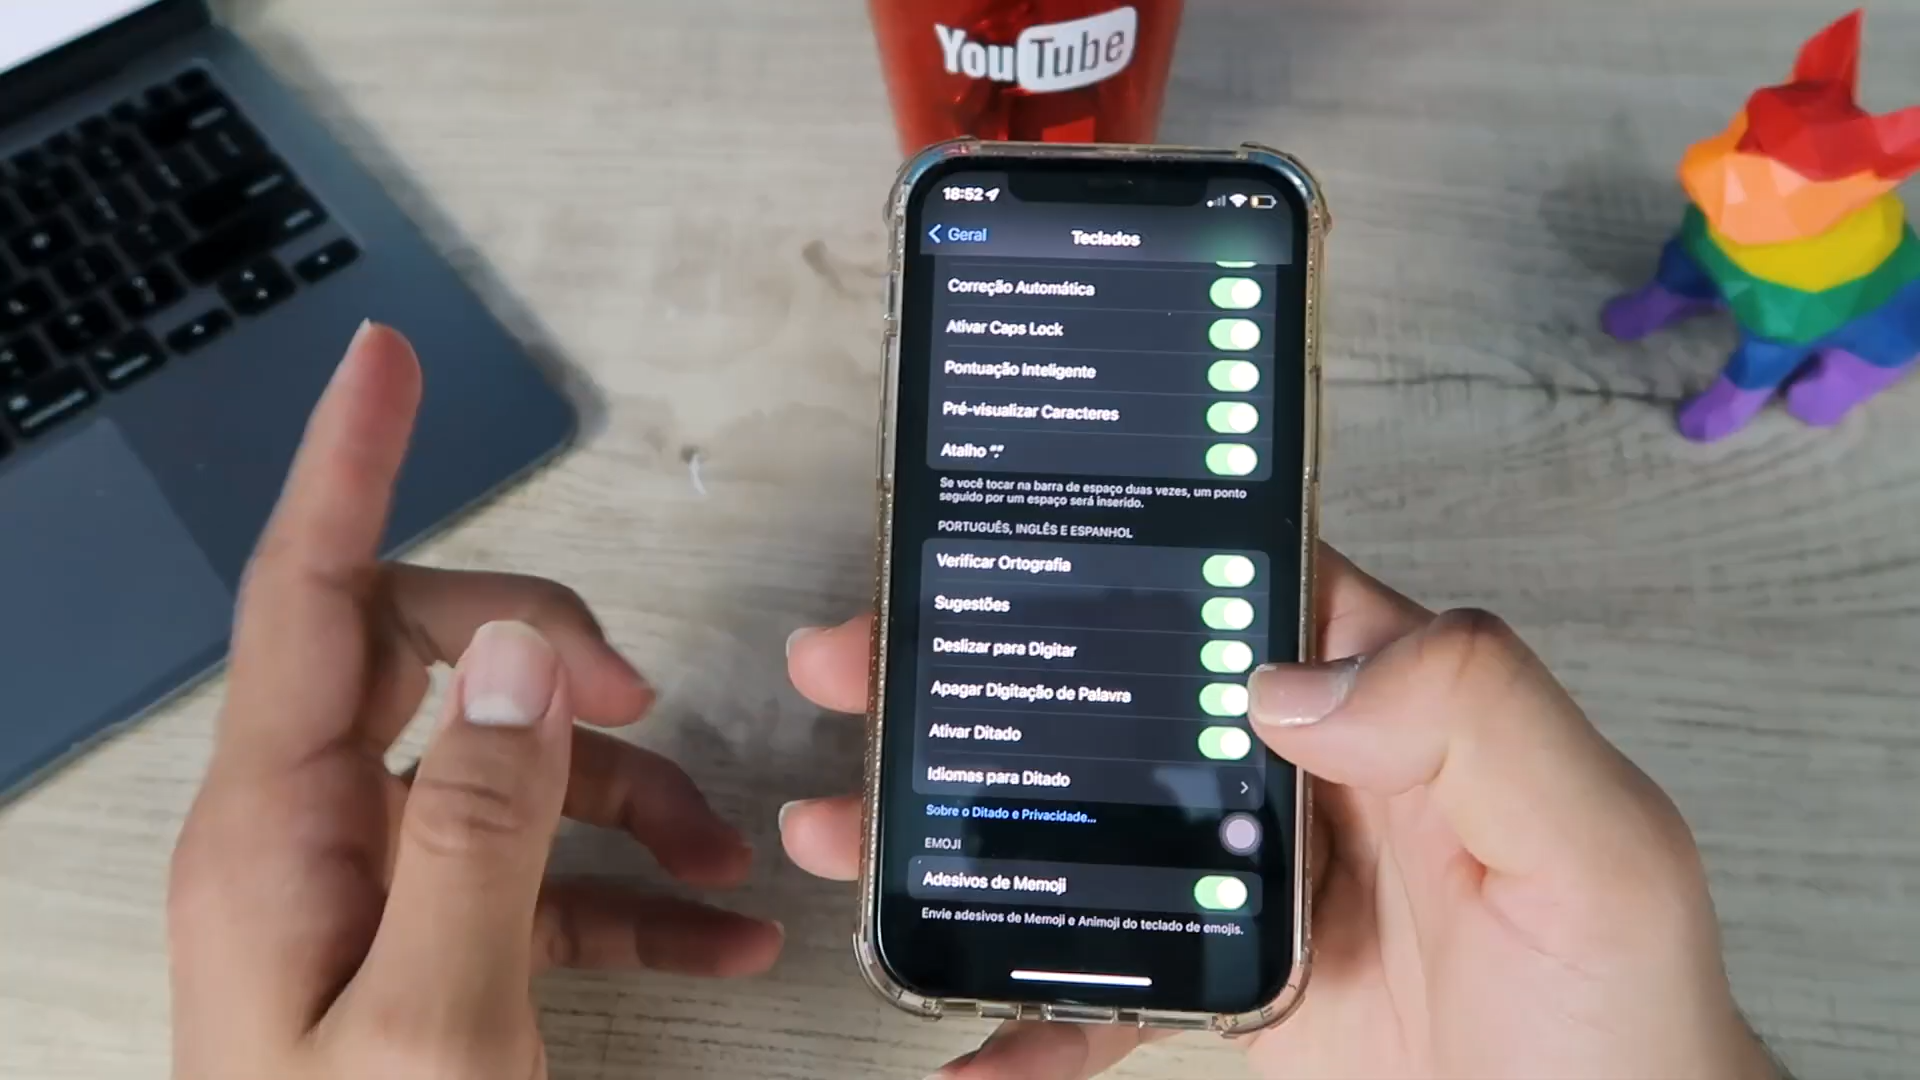 YouTube
18:52
Geral
Teclados
Correção Automática
Ativar Caps Lock
Pontuação Inteligente
Pré-visualizar Caracteres
Atalho “.”
Se você tocar na barra de espaço duas vezes, um ponto
seguido por um espaço será inserido.
PORTUGUÊS, INGLÊS E ESPANHOL
Verificar Ortografia
Sugestões
Deslizar para Digitar
Apagar Digitação de Palavra
Ativar Ditado
Idiomas para Ditado
Sobre o Ditado e Privacidade...
EMOJI
Adesivos de Memoji
Envie adesivos de Memoji e Animoji do teclado de emojis.